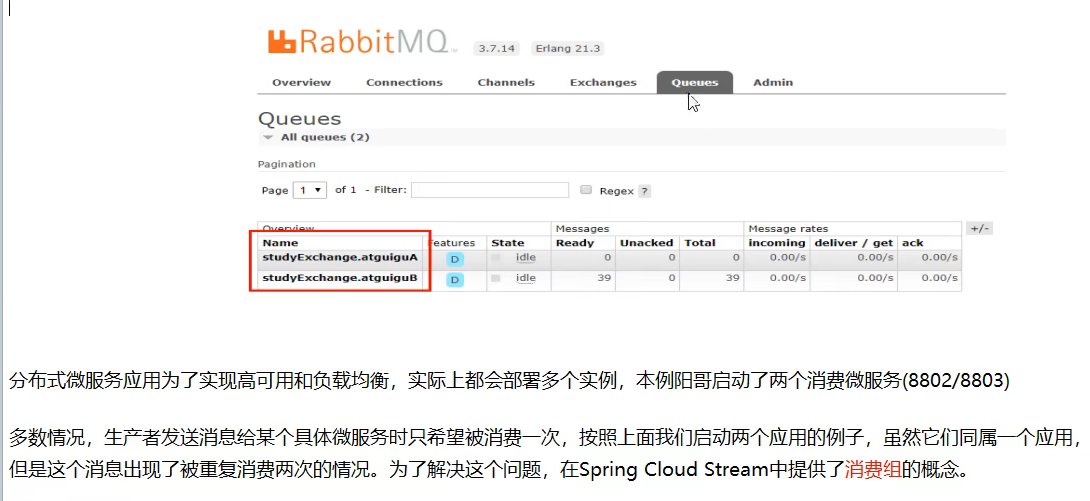 RabbitMQ 3.7.14 Erlang 21.3
Overview Connections Channels Exchanges Queues Admin
Queues
All queues (2)
Pagination
Page 1 of 1 - Filter: Regex ?
Overview Messages Message rates +/-
Name Features State Ready Unacked Total incoming deliver / get ack
studyExchange.atguiguA D idle 0 0 0 0.00/s 0.00/s 0.00/s
studyExchange.atguiguB D idle 39 0 39 0.00/s 0.00/s 0.00/s
分布式微服务应用为了实现高可用和负载均衡，实际上都会部署多个实例，本例阳哥启动了两个消费微服务(8802/8803)
多数情况，生产者发送消息给某个具体微服务时只希望被消费一次，按照上面我们启动两个应用的例子，虽然它们同属一个应用，
但是这个消息出现了被重复消费两次的情况。为了解决这个问题，在Spring Cloud Stream中提供了消费组的概念。